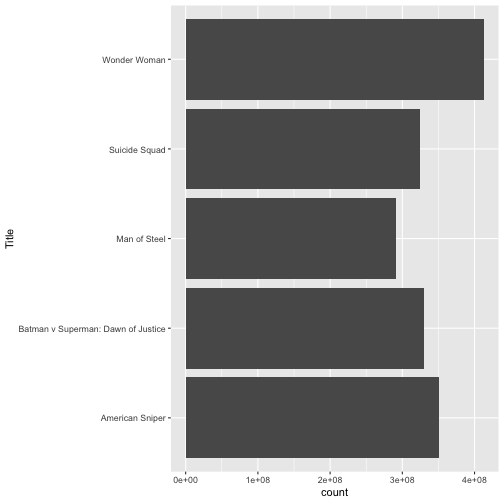 Wonder Woman
Suicide Squad
Man of Steel
Batman v Superman: Dawn of Justice
American Sniper
Title
0e+00 1e+08 2e+08 3e+08 4e+08
count